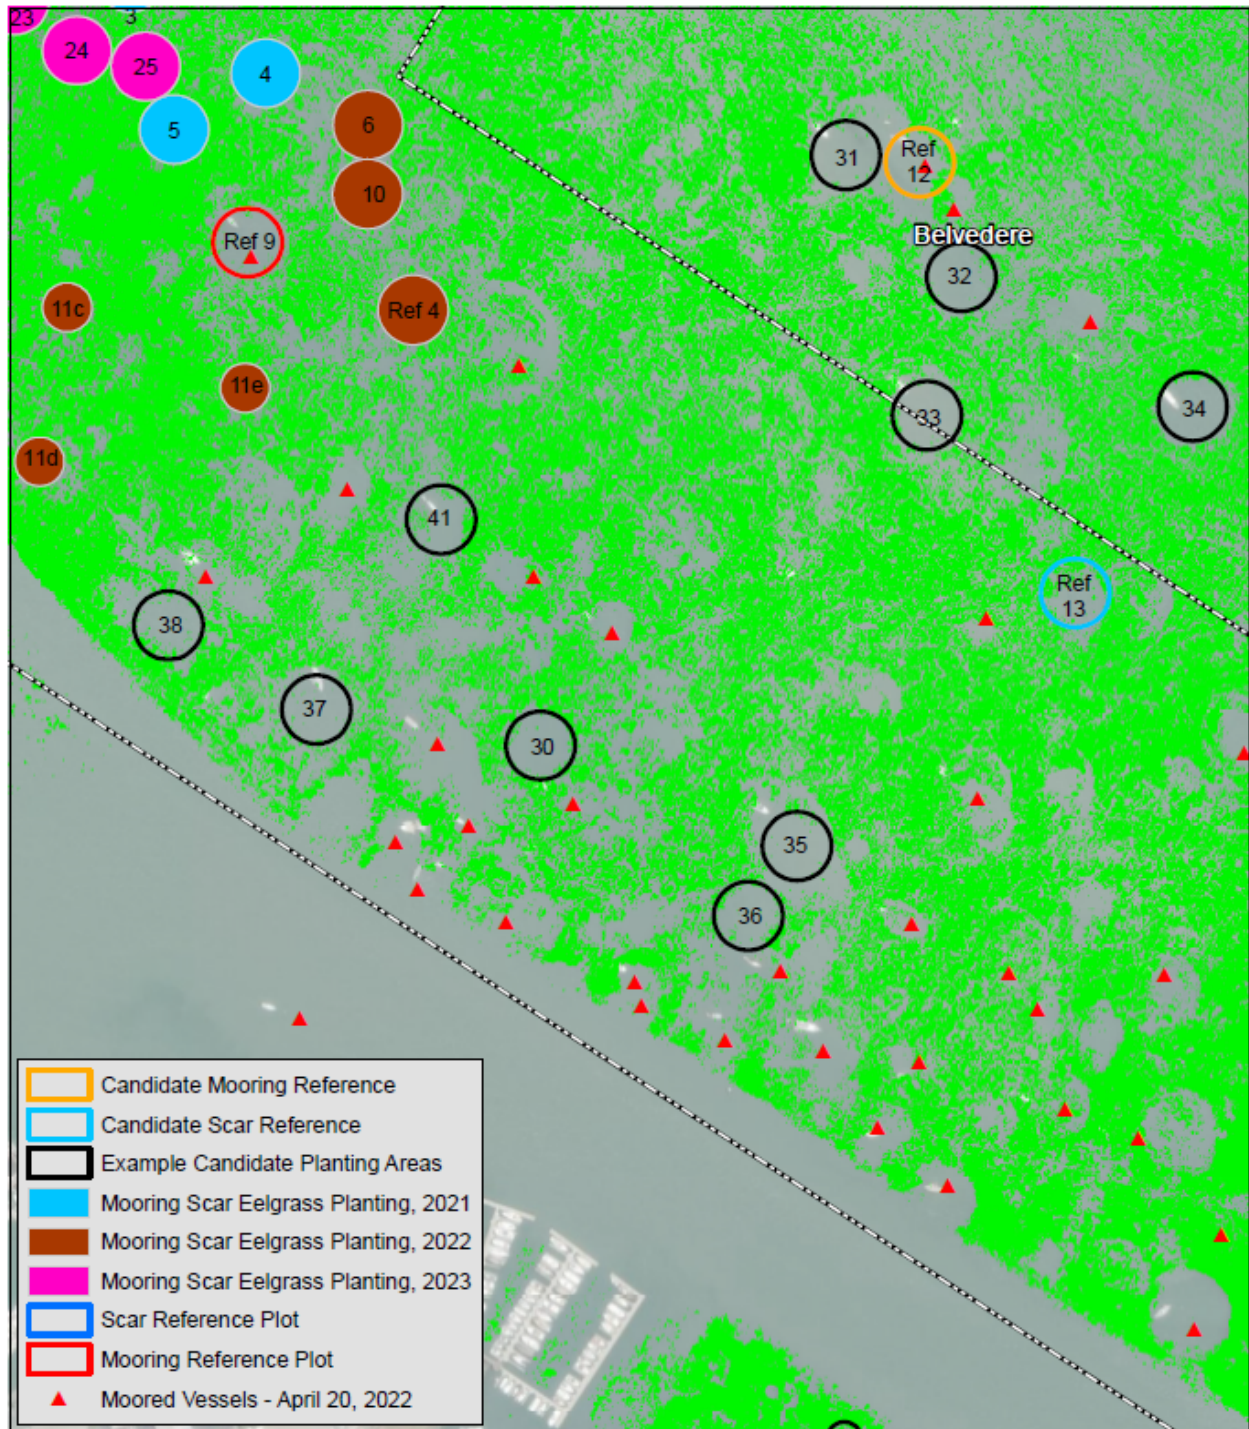 23
3
24
25
4
5
6
10
31
Ref
12
Ref 9
Belvedere
32
11c
Ref 4
11e
33
34
11d
41
Ref
13
38
37
30
35
36
Candidate Mooring Reference
Candidate Scar Reference
Example Candidate Planting Areas
Mooring Scar Eelgrass Planting, 2021
Mooring Scar Eelgrass Planting, 2022
Mooring Scar Eelgrass Planting, 2023
Scar Reference Plot
Mooring Reference Plot
Moored Vessels - April 20, 2022